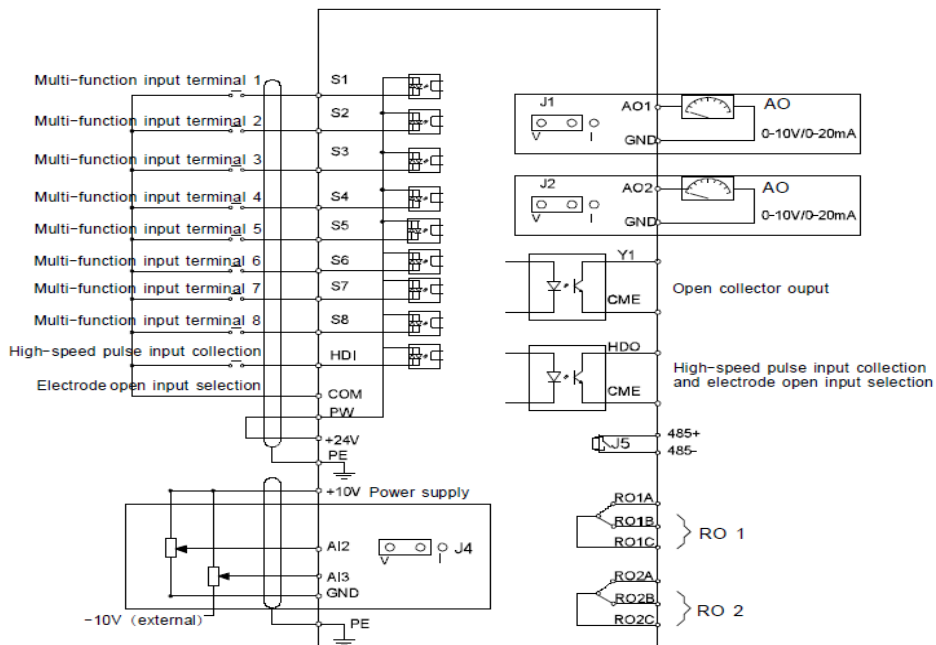 Multi-function input terminal 1
S1
Multi-function input terminal 2
S2
Multi-function input terminal 3
S3
Multi-function input terminal 4
S4
Multi-function input terminal 5
S5
Multi-function input terminal 6
S6
Multi-function input terminal 7
S7
Multi-function input terminal 8
S8
High-speed pulse input collection
HDI
Electrode open input selection
COM
PW
+24V
PE
+10V Power supply
AI2
V
I
J4
AI3
GND
-10V (external)
PE
J1
V
I
AO1
GND
AO
0-10V/0-20mA
J2
V
I
AO2
GND
AO
0-10V/0-20mA
Y1
CME
Open collector ouput
HDO
CME
High-speed pulse input collection
and electrode open input selection
J5
485+
485-
RO1A
RO1B
RO1C
RO 1
RO2A
RO2B
RO2C
RO 2